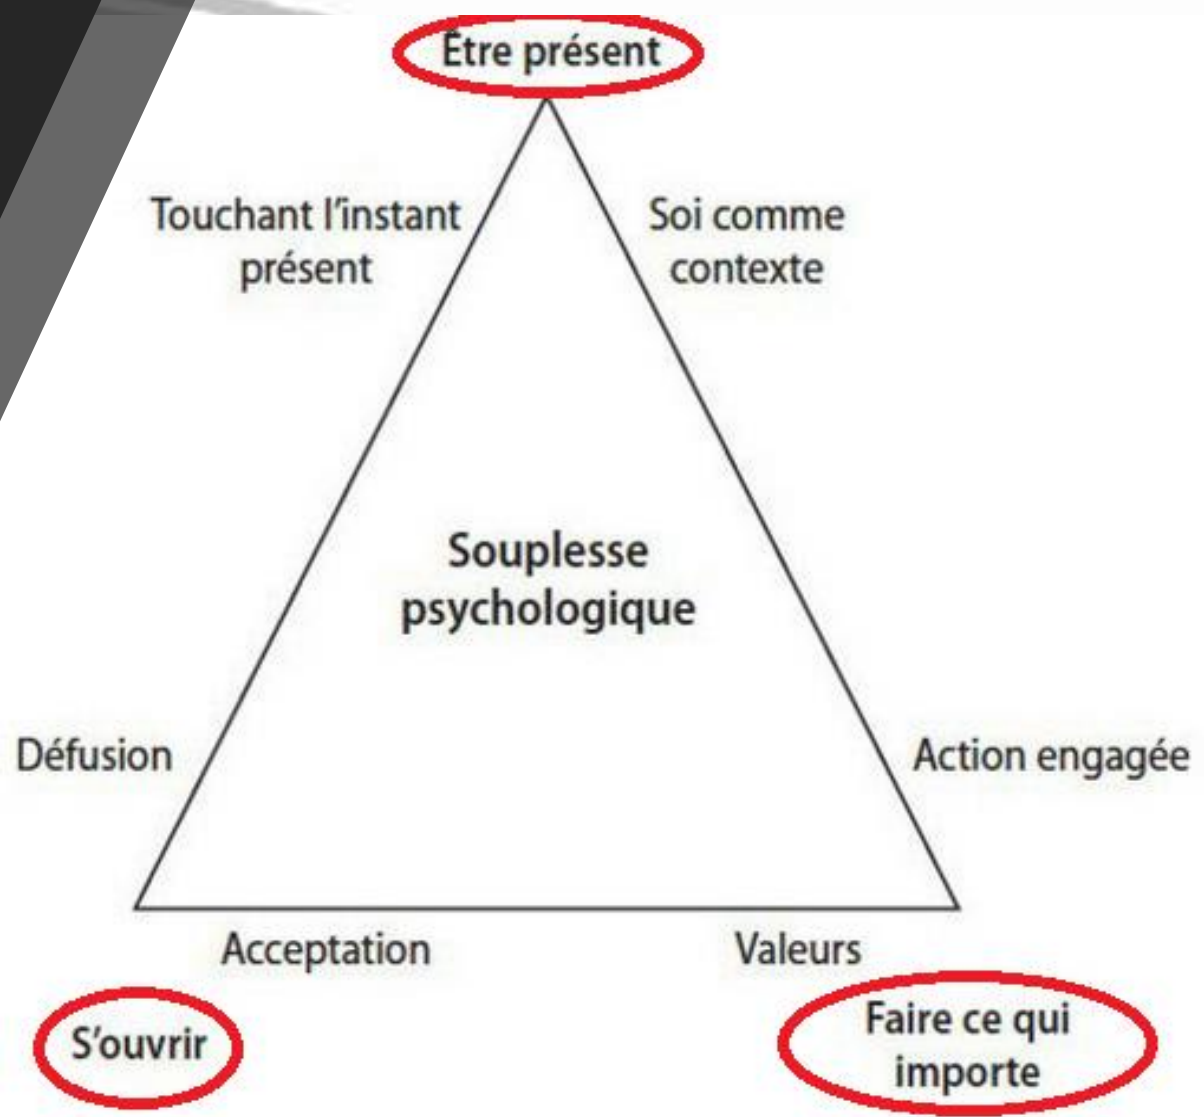 Être présent
Touchant l'instant
présent
Soi comme
contexte
Souplesse
psychologique
Défusion
Action engagée
Acceptation
Valeurs
S'ouvrir
Faire ce qui
importe